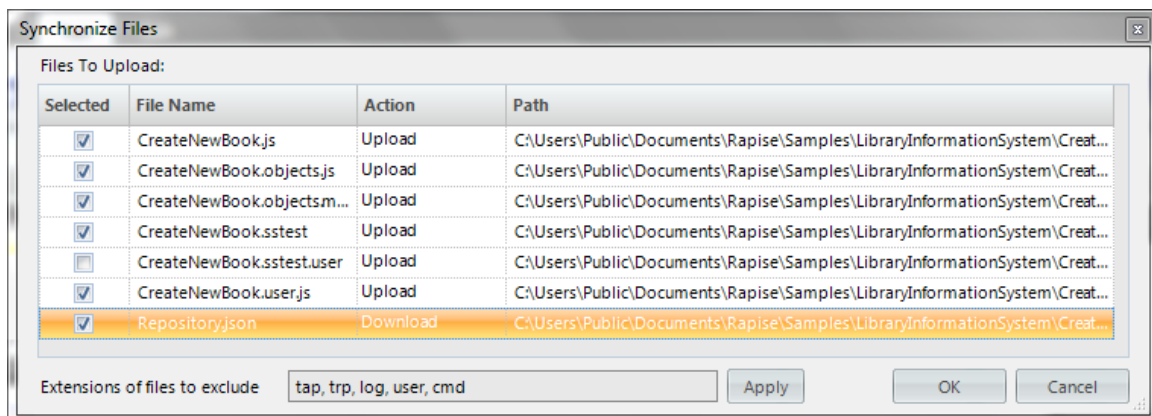 Synchronize Files
Files To Upload:
Selected File Name Action Path
CreateNewBook.js Upload C:\Users\Public\Documents\Rapise\Samples\LibraryInformationSystem\Creat...
CreateNewBook.objects.js Upload C:\Users\Public\Documents\Rapise\Samples\LibraryInformationSystem\Creat...
CreateNewBook.objects.m... Upload C:\Users\Public\Documents\Rapise\Samples\LibraryInformationSystem\Creat...
CreateNewBook.sstest Upload C:\Users\Public\Documents\Rapise\Samples\LibraryInformationSystem\Creat...
CreateNewBook.sstest.user Upload C:\Users\Public\Documents\Rapise\Samples\LibraryInformationSystem\Creat...
CreateNewBook.user.js Upload C:\Users\Public\Documents\Rapise\Samples\LibraryInformationSystem\Creat...
Repository.json Download C:\Users\Public\Documents\Rapise\Samples\LibraryInformationSystem\Creat...
Extensions of files to exclude tap, trp, log, user, cmd Apply OK Cancel